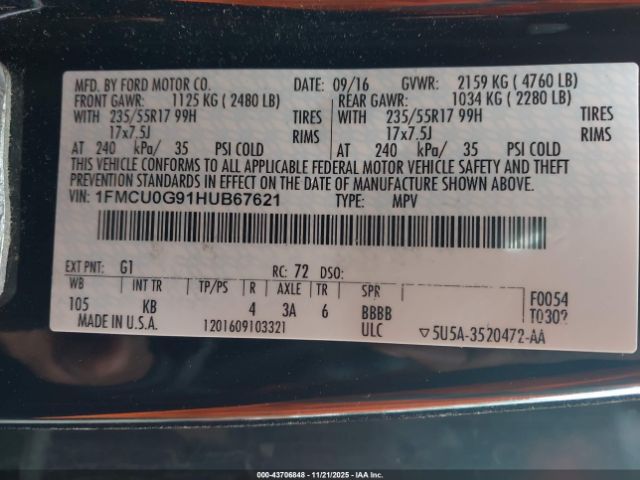 MFD. BY FORD MOTOR CO. DATE: 09/16 GVWR: 2159 KG ( 4760 LB)
FRONT GAWR: 1125 KG ( 2480 LB) REAR GAWR: 1034 KG ( 2280 LB)
WITH 235/55R17 99H TIRES WITH 235/55R17 99H TIRES
17x7.5J RIMS 17x7.5J RIMS
AT 240 kPa/ 35 PSI COLD AT 240 kPa/ 35 PSI COLD
THIS VEHICLE CONFORMS TO ALL APPLICABLE FEDERAL MOTOR VEHICLE SAFETY AND THEFT
PREVENTION STANDARDS IN EFFECT ON THE DATE OF MANUFACTURE SHOWN ABOVE.
VIN: 1FMCU0G91HUB67621 TYPE: MPV
EXT PNT: G1 RC: 72 DSO:
WB INT TR TP/PS R AXLE TR SPR F0054
105 KB 4 3A 6 BBBB T0302
MADE IN U.S.A. 1201609103321 ULC ▽5U5A-3520472-AA
000-43706848 - 11/21/2025 - IAAI, Inc.